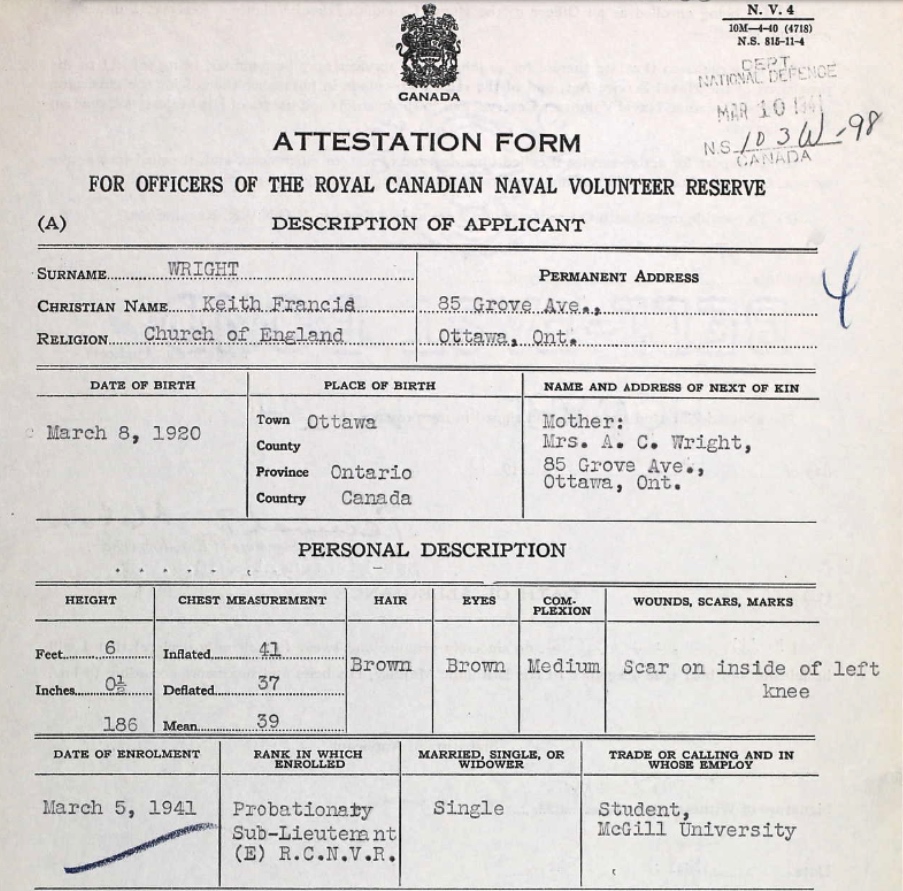 CANADA
N. V. 4
10M—4-40 (4718)
N.S. 815-11-4
DEPT.
NATIONAL DEFENCE
MAR 10 1941
N.S. 103 W-98
CANADA
ATTESTATION FORM
FOR OFFICERS OF THE ROYAL CANADIAN NAVAL VOLUNTEER RESERVE
(A) DESCRIPTION OF APPLICANT
4
SURNAME WRIGHT
CHRISTIAN NAME Keith Francis
RELIGION Church of England
PERMANENT ADDRESS
85 Grove Ave.,
Ottawa, Ont.
DATE OF BIRTH
March 8, 1920
PLACE OF BIRTH
Town Ottawa
County
Province Ontario
Country Canada
NAME AND ADDRESS OF NEXT OF KIN
Mother:
Mrs. A. C. Wright,
85 Grove Ave.,
Ottawa, Ont.
PERSONAL DESCRIPTION
HEIGHT
Feet 6
Inches 0½
186
CHEST MEASUREMENT
Inflated 41
Deflated 37
Mean 39
HAIR
Brown
EYES
Brown
COM-
PLEXION
Medium
WOUNDS, SCARS, MARKS
Scar on inside of left
knee
DATE OF ENROLMENT
March 5, 1941
RANK IN WHICH
ENROLLED
Probationary
Sub-Lieutenant
(E) R.C.N.V.R.
MARRIED, SINGLE, OR
WIDOWER
Single
TRADE OR CALLING AND IN
WHOSE EMPLOY
Student,
McGill University